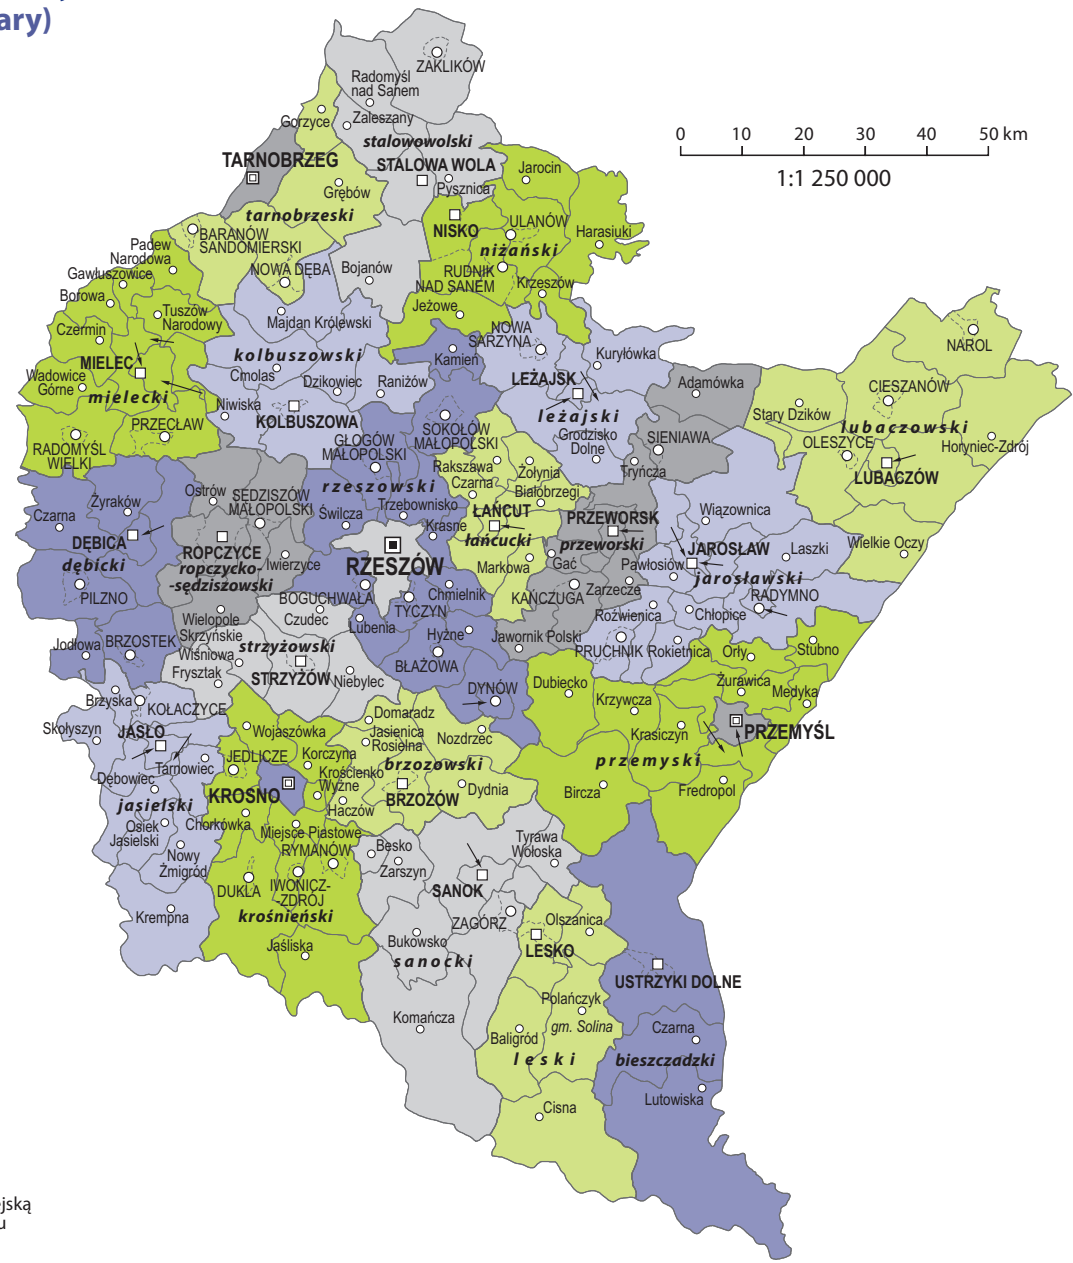 ary)
0 10 20 30 40 50 km
1:1 250 000
ZAKLIKÓW
Radomyśl
nad Sanem
Gorzyce
Zaleszany
stalowowolski
TARNOBRZEG
STALOWA WOLA
Jarocin
Grębów
Pysznica
tarnobrzeski
NISKO
ULANÓW
Harasiuki
niżański
BARANÓW
SANDOMIERSKI
Padew
Narodowa
Gawłuszowice
NOWA DĘBA
Bojanów
RUDNIK
NAD SANEM
Krzeszów
Borowa
Tuszów
Narodowy
Jeżowe
Czermin
Majdan Królewski
NOWA
SARZYNA
NAROL
MIELEC
kolbuszowski
Kamień
Kuryłówka
Wadowice
Górne
mielecki
Cmolas
Dzikowiec
Raniżów
LEŻAJSK
Adamówka
CIESZANÓW
Niwiska
KOLBUSZOWA
leżajski
Stary Dzików
lubaczowski
PRZECŁAW
SOKOŁÓW
MAŁOPOLSKI
GŁOGÓW
MAŁOPOLSKI
Grodzisko
Dolne
SIENIAWA
OLESZYCE
Horyniec-Zdrój
RADOMYŚL
WIELKI
Rakszawa
Żołynia
Tryńcza
LUBACZÓW
Czarna
Białobrzegi
rzeszowski
Żyraków
Ostrów
SĘDZISZÓW
MAŁOPOLSKI
Trzebownisko
Czarna
Świlcza
ŁAŃCUT
PRZEWORSK
Wiązownica
Krasne
łańcucki
przeworski
DĘBICA
ROPCZYCE
ropczycko-
-sędziszowski
Iwierzyce
RZESZÓW
Wielkie Oczy
JAROSŁAW
Laszki
dębicki
Markowa
Gać
Pawłosiów
jarosławski
PILZNO
BOGUCHWAŁA
Chmielnik
KAŃCZUGA
Zarzecze
RADYMNO
TYCZYN
Wielopole
Skrzyńskie
Czudec
Lubenia
Roźwienica
Chłopice
Jodłowa
BRZOSTEK
strzyżowski
Hyżne
Jawornik Polski
PRUCHNIK
Rokietnica
Orły
Stubno
Wiśniowa
Frysztak
STRZYŻÓW
Niebylec
BŁAŻOWA
DYNÓW
Dubiecko
Żurawica
Medyka
Brzyska
KOŁACZYCE
Krzywcza
Skołyszyn
JASŁO
Domaradz
Wojaszówka
Jasienica
Rosielna
Nozdrzec
Krasiczyn
PRZEMYŚL
Tarnowiec
JEDLICZE
Korczyna
brzozowski
przemyski
Dębowiec
Krościenko
Wyżne
KROSNO
BRZOZÓW
Dydnia
Bircza
Fredropol
jasielski
Haczów
Chorkówka
Miejsce Piastowe
Osiek
Jasielski
RYMANÓW
Besko
Tyrawa
Wołoska
Nowy
Żmigród
Zarszyn
DUKLA
IWONICZ-
-ZDRÓJ
SANOK
Krempna
krośnieński
ZAGÓRZ
Olszanica
Jaśliska
Bukowsko
LESKO
sanocki
USTRZYKI DOLNE
Polańczyk
gm. Solina
Komańcza
Czarna
Baligród
leski
bieszczadzki
Lutowiska
Cisna
jską
u